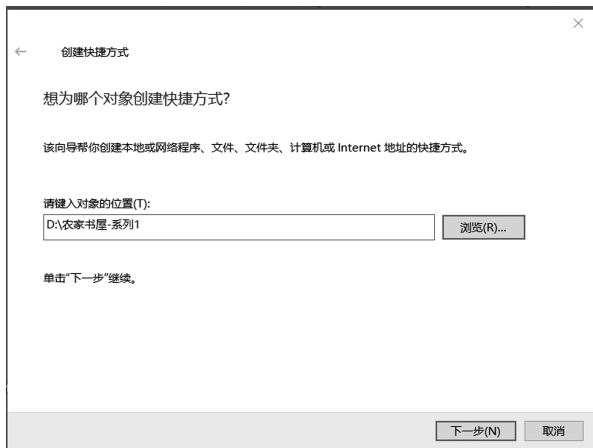 创建快捷方式
想为哪个对象创建快捷方式?
该向导帮你创建本地或网络程序、文件、文件夹、计算机或 Internet 地址的快捷方式。
请键入对象的位置(T):
D:\农家书屋-系列1
浏览(R)...
单击"下一步"继续。
下一步(N)
取消